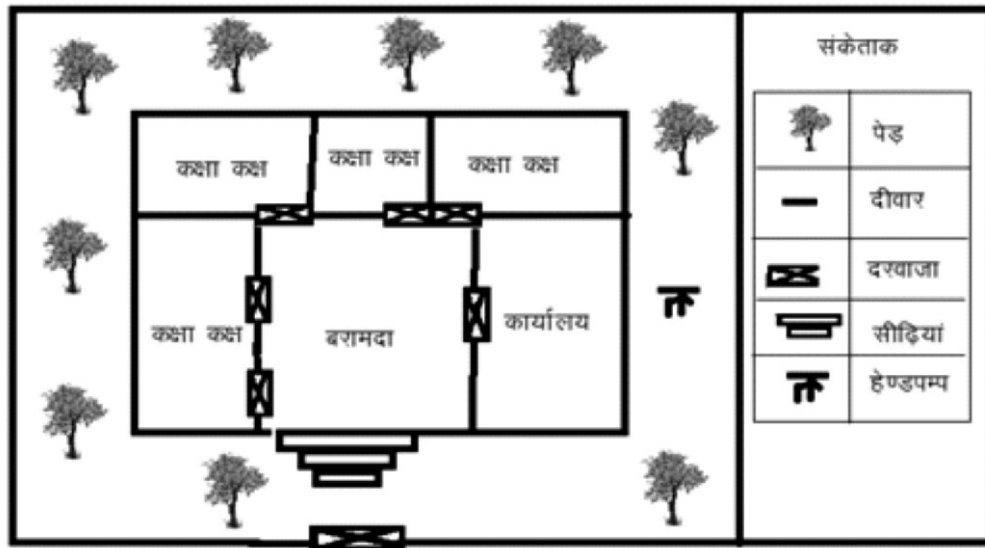 संकेताक
कक्षा कक्ष
कक्षा कक्ष
कक्षा कक्ष
कक्षा कक्ष
बरामदा
कार्यालय
पेड़
दीवार
दरवाजा
सीढ़ियां
हेण्डपम्प